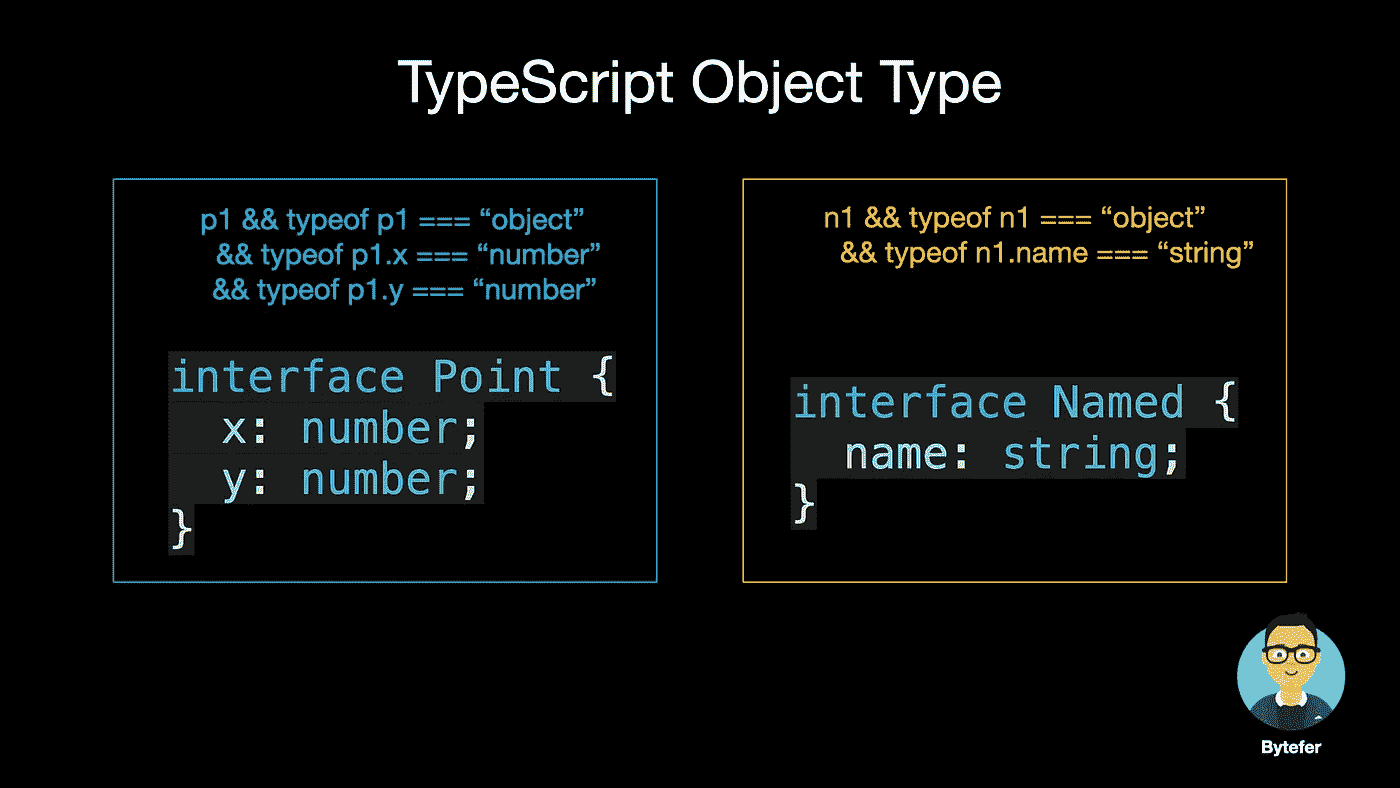 TypeScript Object Type
p1 && typeof p1 === “object”
&& typeof p1.x === “number”
&& typeof p1.y === “number”
interface Point {
  x: number;
  y: number;
}
n1 && typeof n1 === “object”
&& typeof n1.name === “string”
interface Named {
  name: string;
}
Bytefer